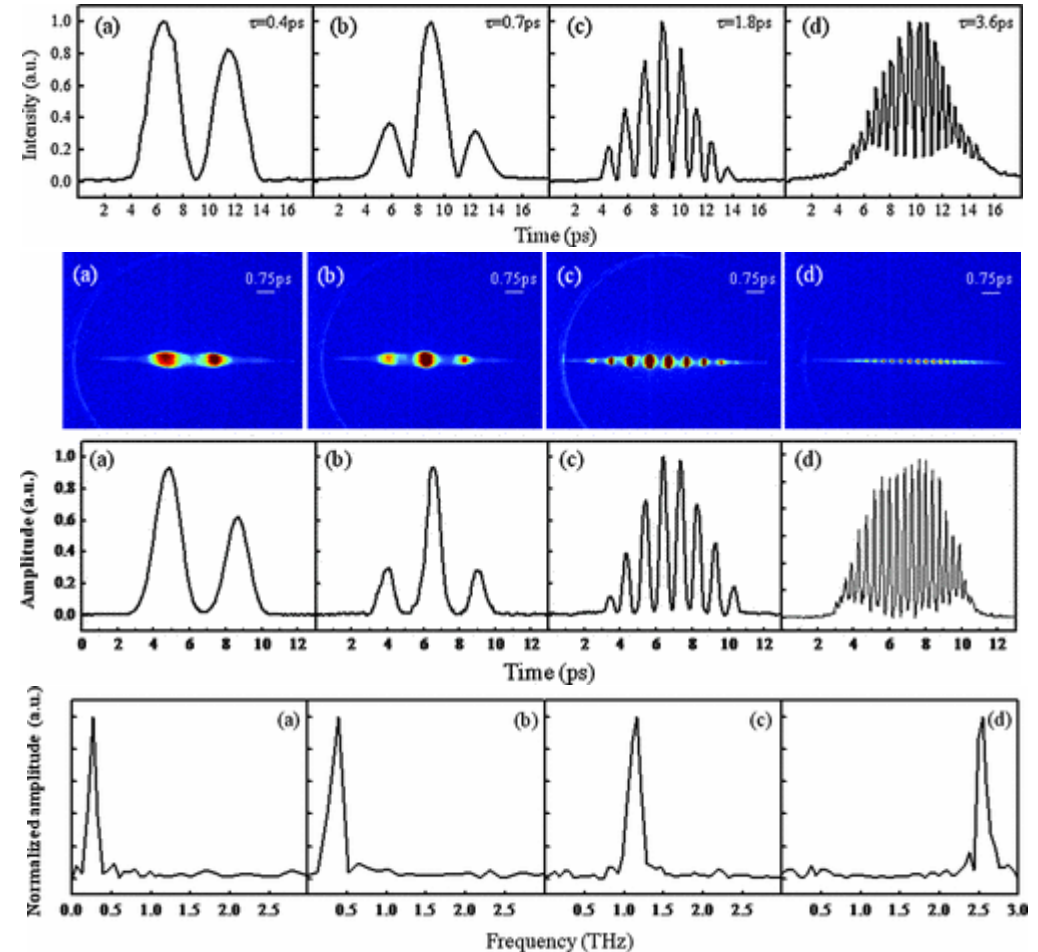 (a) τ=0.4ps (b) τ=0.7ps (c) τ=1.8ps (d) τ=3.6ps
Intensity (a.u.)
1.0
0.8
0.6
0.4
0.2
0.0
2 4 6 8 10 12 14 16 2 4 6 8 10 12 14 16 2 4 6 8 10 12 14 16 2 4 6 8 10 12 14 16
Time (ps)
(a) 0.75ps (b) 0.75ps (c) 0.75ps (d) 0.75ps
(a) (b) (c) (d)
Amplitude (a.u.)
1.0
0.8
0.6
0.4
0.2
0.0
0 2 4 6 8 10 12 2 4 6 8 10 12 2 4 6 8 10 12 2 4 6 8 10 12
Time (ps)
(a) (b) (c) (d)
Normalized amplitude (a.u.)
0.0 0.5 1.0 1.5 2.0 2.5 0.5 1.0 1.5 2.0 2.5 0.5 1.0 1.5 2.0 2.5 0.5 1.0 1.5 2.0 2.5 3.0
Frequency (THz)